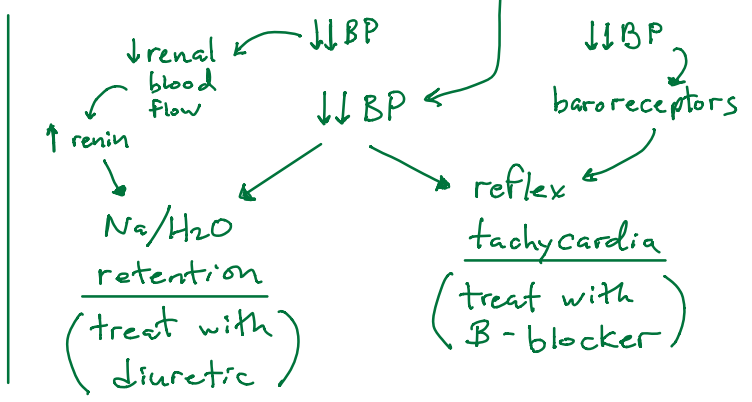 ↓↓BP
↓renal
blood
flow
↑ renin
↓↓ BP
↓↓BP
baroreceptors
Na/H2O
retention
(treat with
diuretic)
reflex
tachycardia
(treat with
B-blocker)